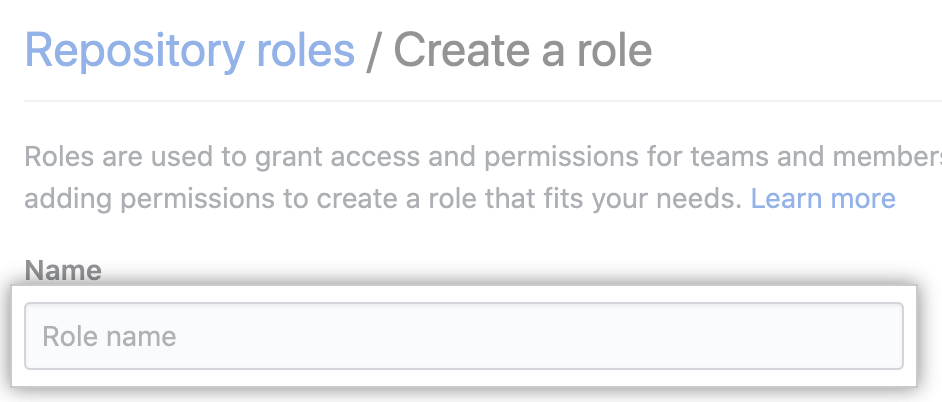 Repository roles / Create a role
Roles are used to grant access and permissions for teams and members
adding permissions to create a role that fits your needs. Learn more
Name
Role name